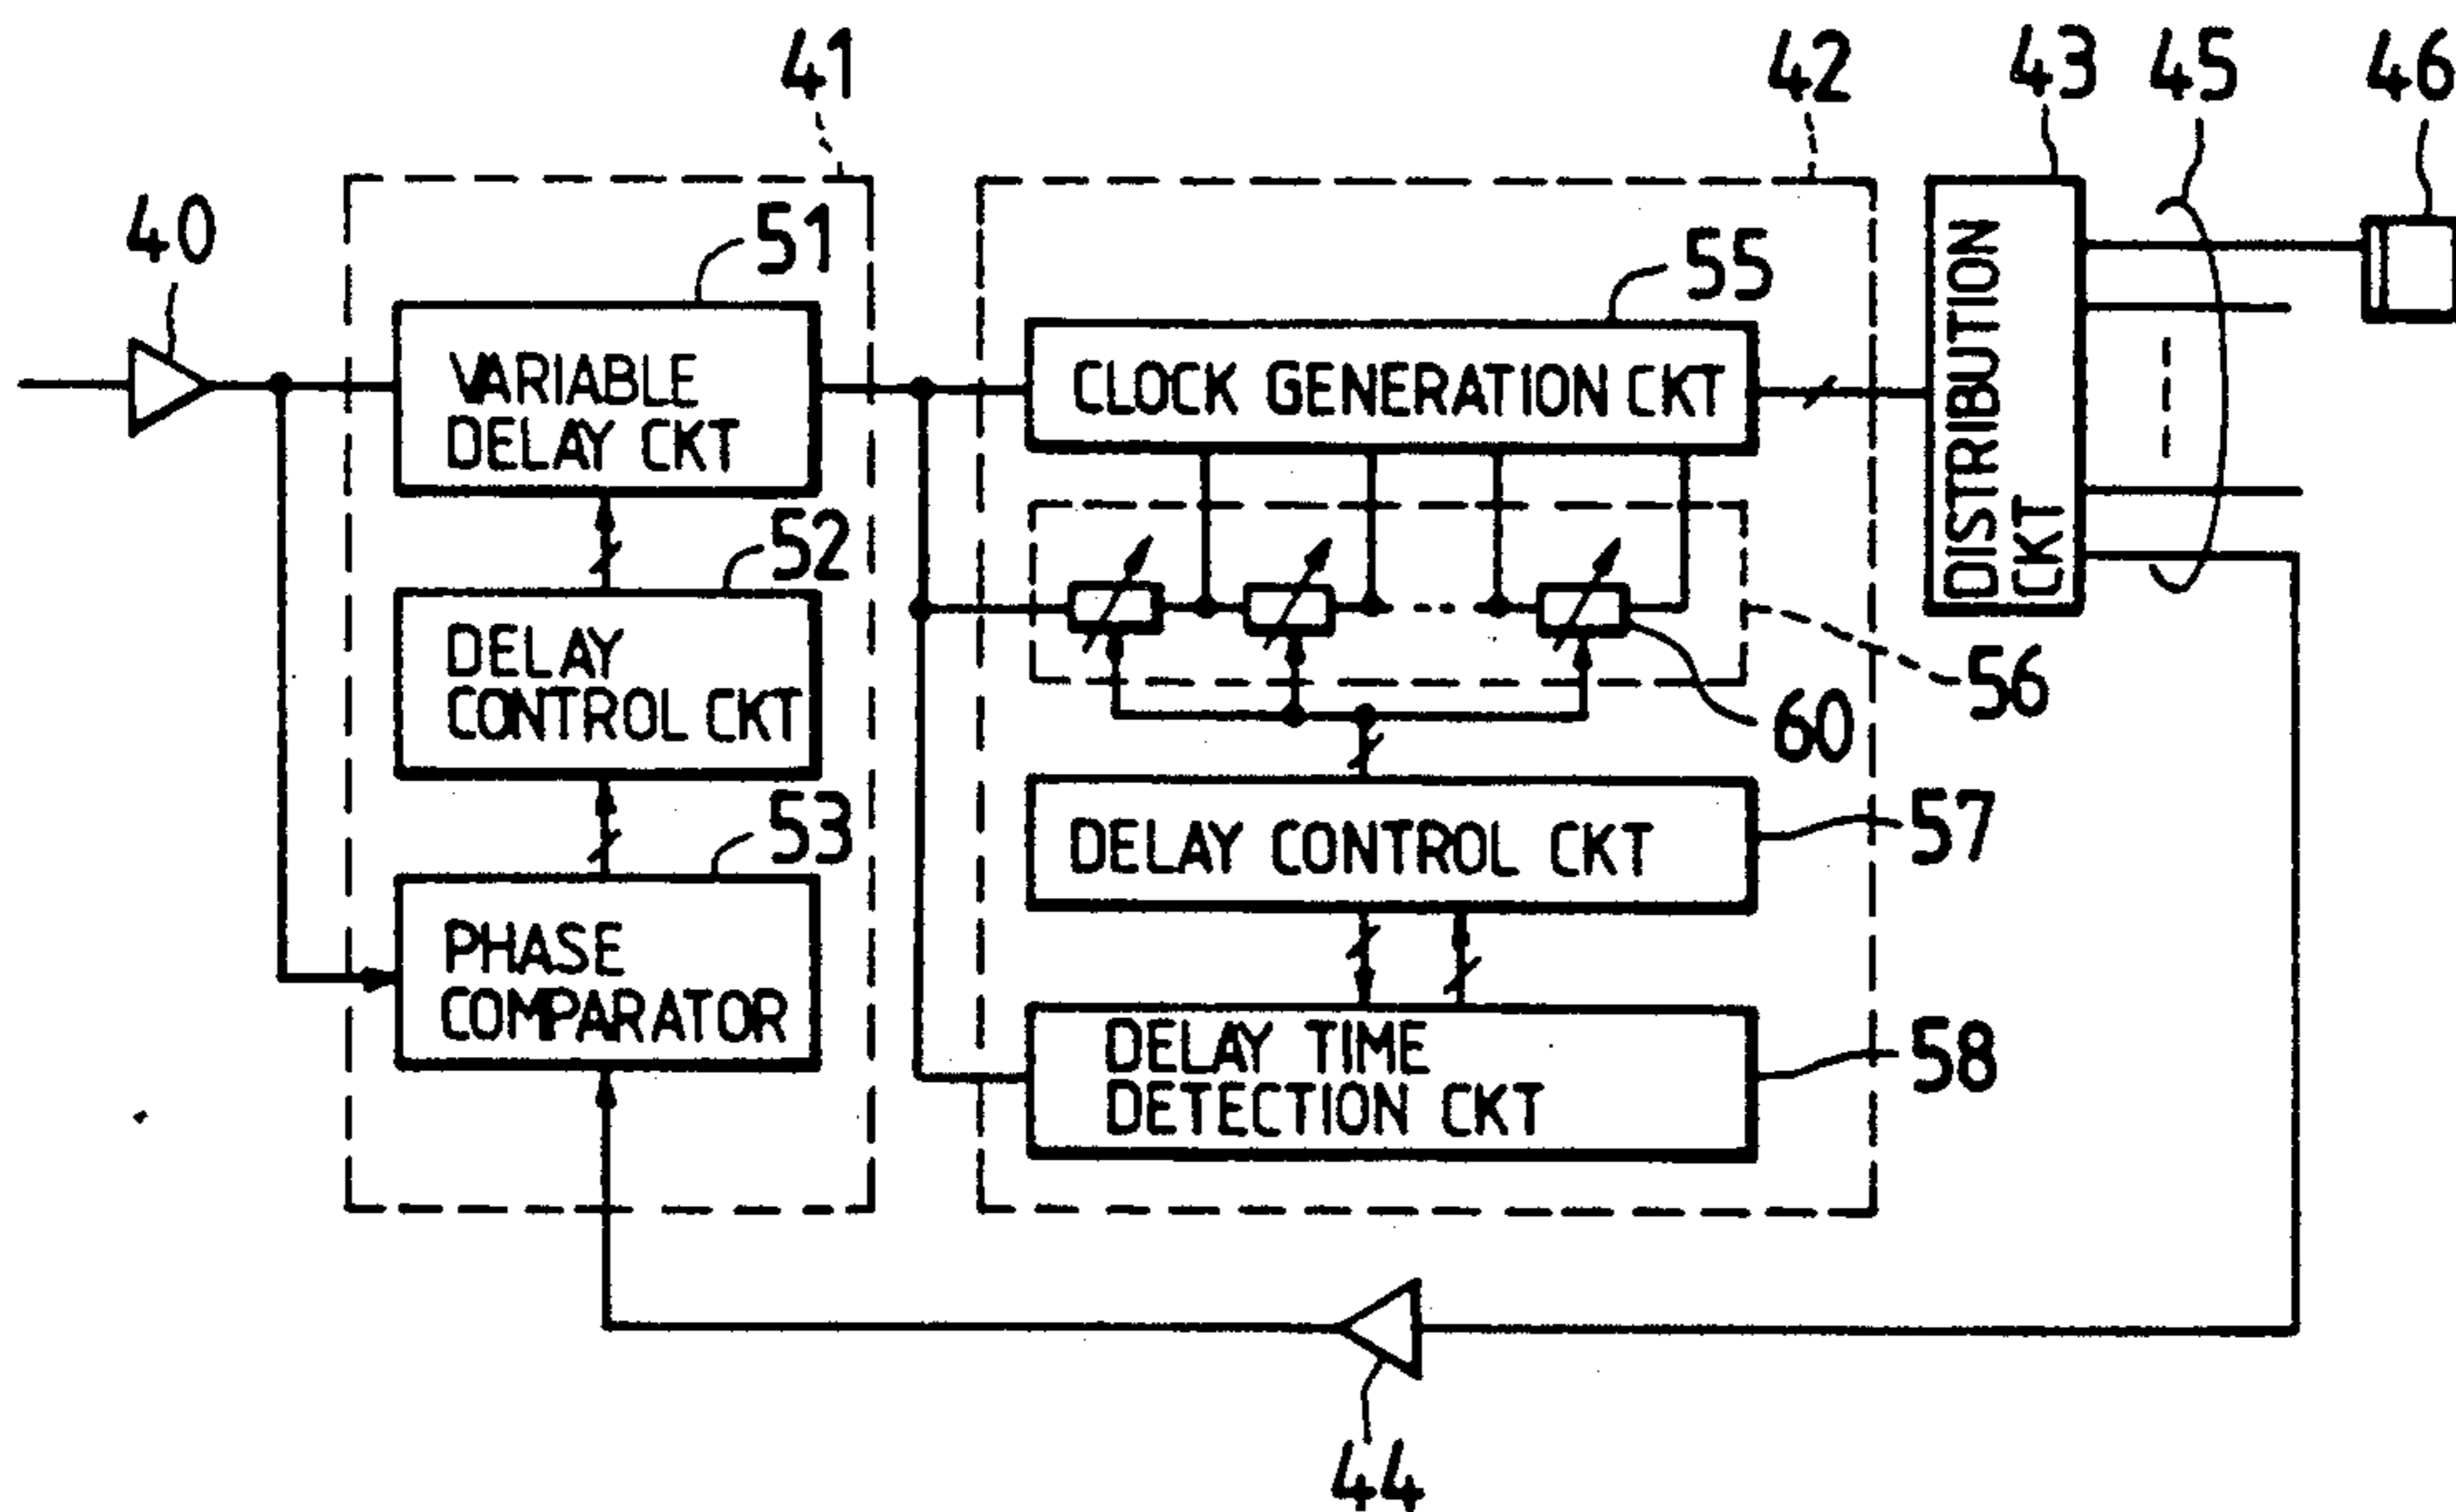 41
42
43
45
46
40
51
55
VARIABLE
DELAY CKT
CLOCK GENERATION CKT
DISTRIBUTION
CKT
52
DELAY
CONTROL CKT
56
60
53
DELAY CONTROL CKT
57
PHASE
COMPARATOR
DELAY TIME
DETECTION CKT
58
44